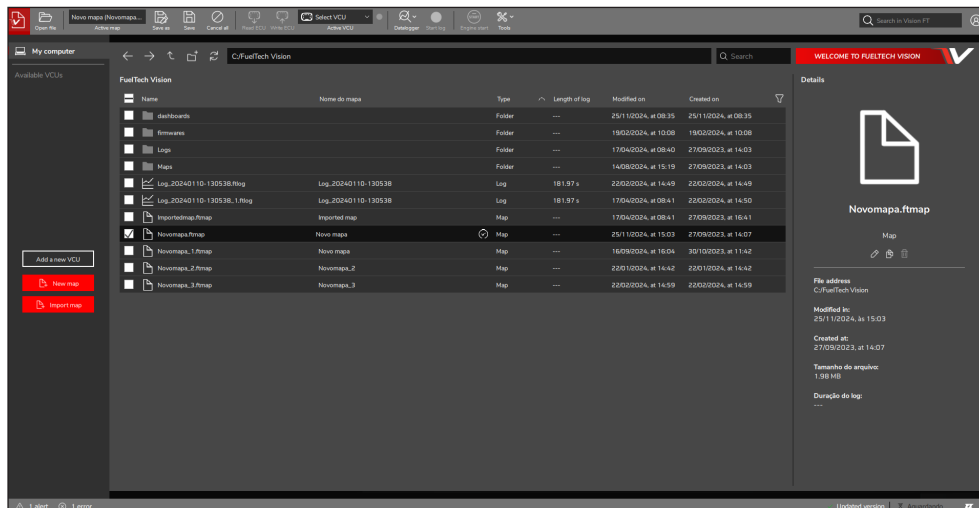 Open file
Novo mapa (Novomapa...
Active map
Save as
Save
Cancel all
Read ECU
Write ECU
Select VCU
Active VCU
Datalogger
Start log
Engine start
Tools
Search in Vision FT
My computer
Available VCUs
Add a new VCU
New map
Import map
C:/FuelTech Vision
Search
FuelTech Vision
Name Nome do mapa Type Length of log Modified on Created on
dashboards Folder --- 25/11/2024, at 08:35 25/11/2024, at 08:35
firmwares Folder --- 19/02/2024, at 10:08 19/02/2024, at 10:08
Logs Folder --- 17/04/2024, at 08:40 27/09/2023, at 14:03
Maps Folder --- 14/08/2024, at 15:19 27/09/2023, at 14:03
Log_20240110-130538.ftlog Log_20240110-130538 Log 181.97 s 22/02/2024, at 14:49 22/02/2024, at 14:49
Log_20240110-130538_1.ftlog Log_20240110-130538 Log 181.97 s 17/04/2024, at 08:41 22/02/2024, at 14:50
Importedmap.ftmap Imported map Map --- 17/04/2024, at 08:41 27/09/2023, at 16:41
Novomapa.ftmap Novo mapa Map --- 25/11/2024, at 15:03 27/09/2023, at 14:07
Novomapa_1.ftmap Novo mapa Map --- 16/09/2024, at 16:04 30/10/2023, at 11:42
Novomapa_2.ftmap Novomapa_2 Map --- 22/01/2024, at 14:42 22/01/2024, at 14:42
Novomapa_3.ftmap Novomapa_3 Map --- 22/02/2024, at 14:59 22/02/2024, at 14:59
WELCOME TO FUELTECH VISION
Details
Novomapa.ftmap
Map
File address
C:/FuelTech Vision
Modified in:
25/11/2024, às 15:03
Created at:
27/09/2023, at 14:07
Tamanho do arquivo:
1.98 MB
Duração do log:
---
1 alert
1 error
Updated version
Aguardando